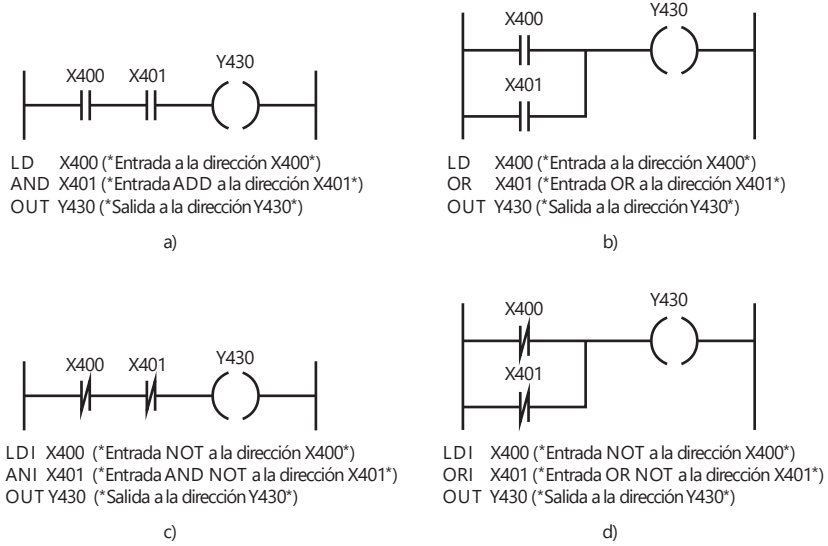 X400 X401 Y430
LD X400 (*Entrada a la dirección X400*)
AND X401 (*Entrada ADD a la dirección X401*)
OUT Y430 (*Salida a la dirección Y430*)
a)
X400 Y430
X401
LD X400 (*Entrada a la dirección X400*)
OR X401 (*Entrada OR a la dirección X401*)
OUT Y430 (*Salida a la dirección Y430*)
b)
X400 X401 Y430
LDI X400 (*Entrada NOT a la dirección X400*)
ANI X401 (*Entrada AND NOT a la dirección X401*)
OUT Y430 (*Salida a la dirección Y430*)
c)
X400 Y430
X401
LDI X400 (*Entrada NOT a la dirección X400*)
ORI X401 (*Entrada OR NOT a la dirección X401*)
OUT Y430 (*Salida a la dirección Y430*)
d)